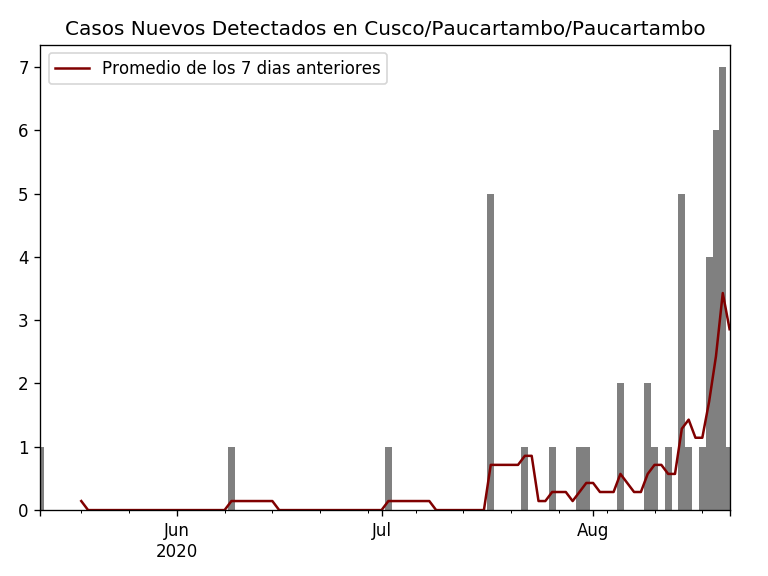 Casos Nuevos Detectados en Cusco/Paucartambo/Paucartambo
Promedio de los 7 dias anteriores
7
6
5
4
3
2
1
0
Jun
2020
Jul
Aug